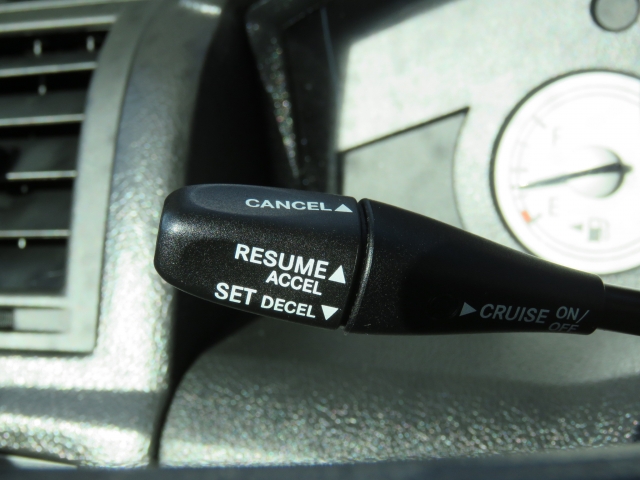 CANCEL▲
RESUME▲
ACCEL
SET DECEL▼
▶CRUISE ON/
OFF
F
E